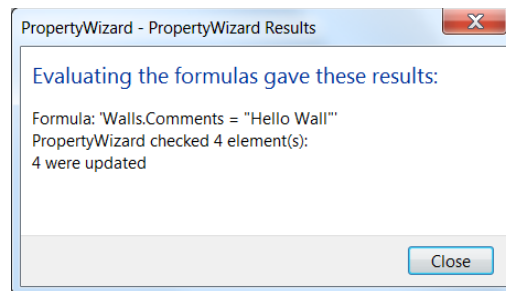 PropertyWizard - PropertyWizard Results
Evaluating the formulas gave these results:
Formula: 'Walls.Comments = "Hello Wall"'
PropertyWizard checked 4 element(s):
4 were updated
Close